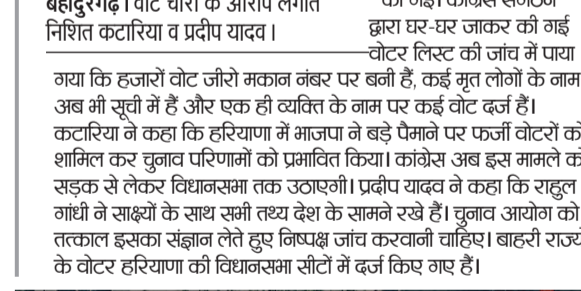 बहादुरगढ़। वोट चोरी के आरोप लगाते
निशित कटारिया व प्रदीप यादव।
की गई। कांग्रेस संगठन
द्वारा घर-घर जाकर की गई
वोटर लिस्ट की जांच में पाया
गया कि हजारों वोट जीरो मकान नंबर पर बनी हैं, कई मृत लोगों के नाम
अब भी सूची में हैं और एक ही व्यक्ति के नाम पर कई वोट दर्ज हैं।
कटारिया ने कहा कि हरियाणा में भाजपा ने बड़े पैमाने पर फर्जी वोटरों को
शामिल कर चुनाव परिणामों को प्रभावित किया। कांग्रेस अब इस मामले को
सड़क से लेकर विधानसभा तक उठाएगी। प्रदीप यादव ने कहा कि राहुल
गांधी ने साक्ष्यों के साथ सभी तथ्य देश के सामने रखे हैं। चुनाव आयोग को
तत्काल इसका संज्ञान लेते हुए निष्पक्ष जांच करवानी चाहिए। बाहरी राज्य
के वोटर हरियाणा की विधानसभा सीटों में दर्ज किए गए हैं।